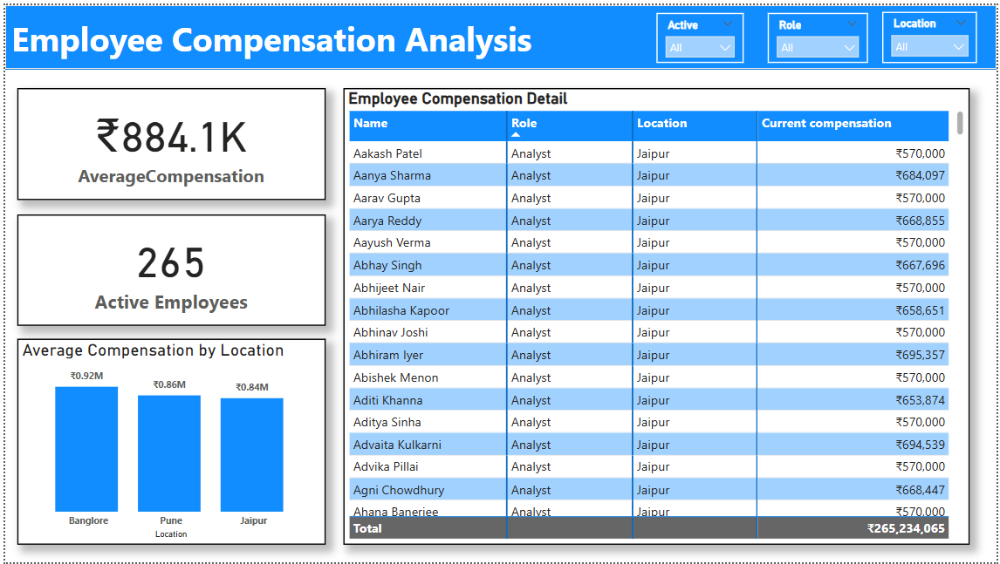 Employee Compensation Analysis
Active
All
Role
All
Location
All
₹884.1K
AverageCompensation
265
Active Employees
Average Compensation by Location
₹0.92M
₹0.86M
₹0.84M
Banglore Pune Jaipur
Location
Employee Compensation Detail
Name Role Location Current compensation
Aakash Patel Analyst Jaipur ₹570,000
Aanya Sharma Analyst Jaipur ₹684,097
Aarav Gupta Analyst Jaipur ₹570,000
Aarya Reddy Analyst Jaipur ₹668,855
Aayush Verma Analyst Jaipur ₹570,000
Abhay Singh Analyst Jaipur ₹667,696
Abhijeet Nair Analyst Jaipur ₹570,000
Abhilasha Kapoor Analyst Jaipur ₹658,651
Abhinav Joshi Analyst Jaipur ₹570,000
Abhiram Iyer Analyst Jaipur ₹695,357
Abishek Menon Analyst Jaipur ₹570,000
Aditi Khanna Analyst Jaipur ₹653,874
Aditya Sinha Analyst Jaipur ₹570,000
Advaita Kulkarni Analyst Jaipur ₹694,539
Advika Pillai Analyst Jaipur ₹570,000
Agni Chowdhury Analyst Jaipur ₹668,447
Ahana Banerjee Analyst Jaipur ₹570,000
Total ₹265,234,065